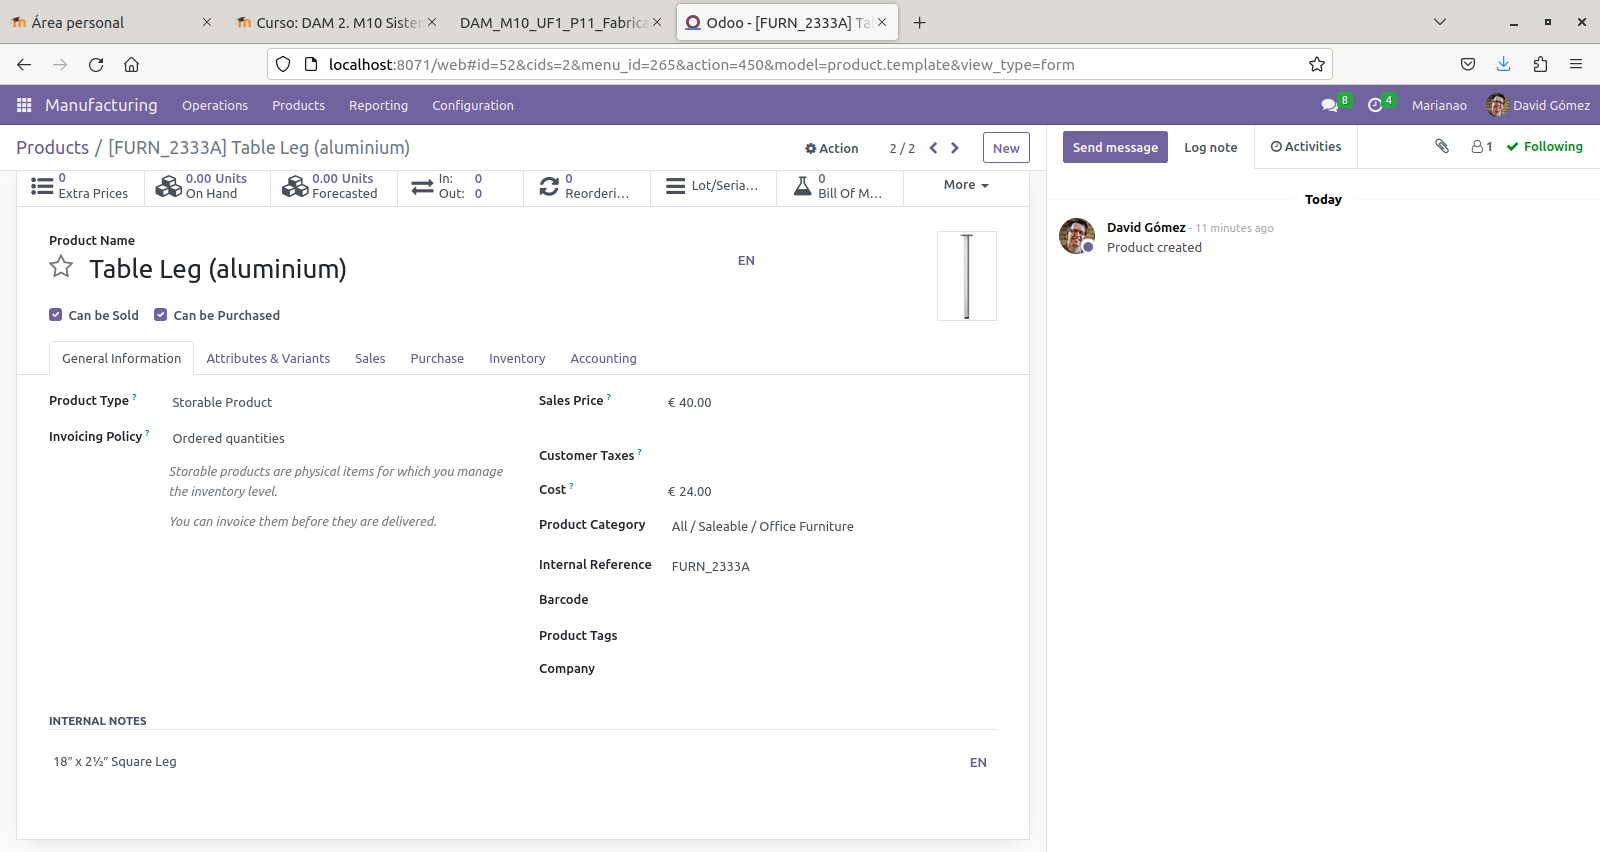 Área personal
Curso: DAM 2. M10 Sister
DAM_M10_UF1_P11_Fabrica
Odoo - [FURN_2333A] Ta
localhost:8071/web#id=52&cids=2&menu_id=265&action=450&model=product.template&view_type=form
Manufacturing Operations Products Reporting Configuration
8 4 Marianao David Gómez
Products / [FURN_2333A] Table Leg (aluminium)
Action 2 / 2 New
Send message Log note Activities 1 Following
0 Extra Prices
0.00 Units On Hand
0.00 Units Forecasted
In: 0
Out: 0
0 Reorderi...
Lot/Seria...
0 Bill Of M...
More
Today
David Gómez - 11 minutes ago
Product created
Product Name
Table Leg (aluminium)
EN
Can be Sold Can be Purchased
General Information Attributes & Variants Sales Purchase Inventory Accounting
Product Type ? Storable Product
Invoicing Policy ? Ordered quantities
Storable products are physical items for which you manage
the inventory level.
You can invoice them before they are delivered.
Sales Price ? € 40.00
Customer Taxes ?
Cost ? € 24.00
Product Category All / Saleable / Office Furniture
Internal Reference FURN_2333A
Barcode
Product Tags
Company
INTERNAL NOTES
18″ x 2½″ Square Leg
EN